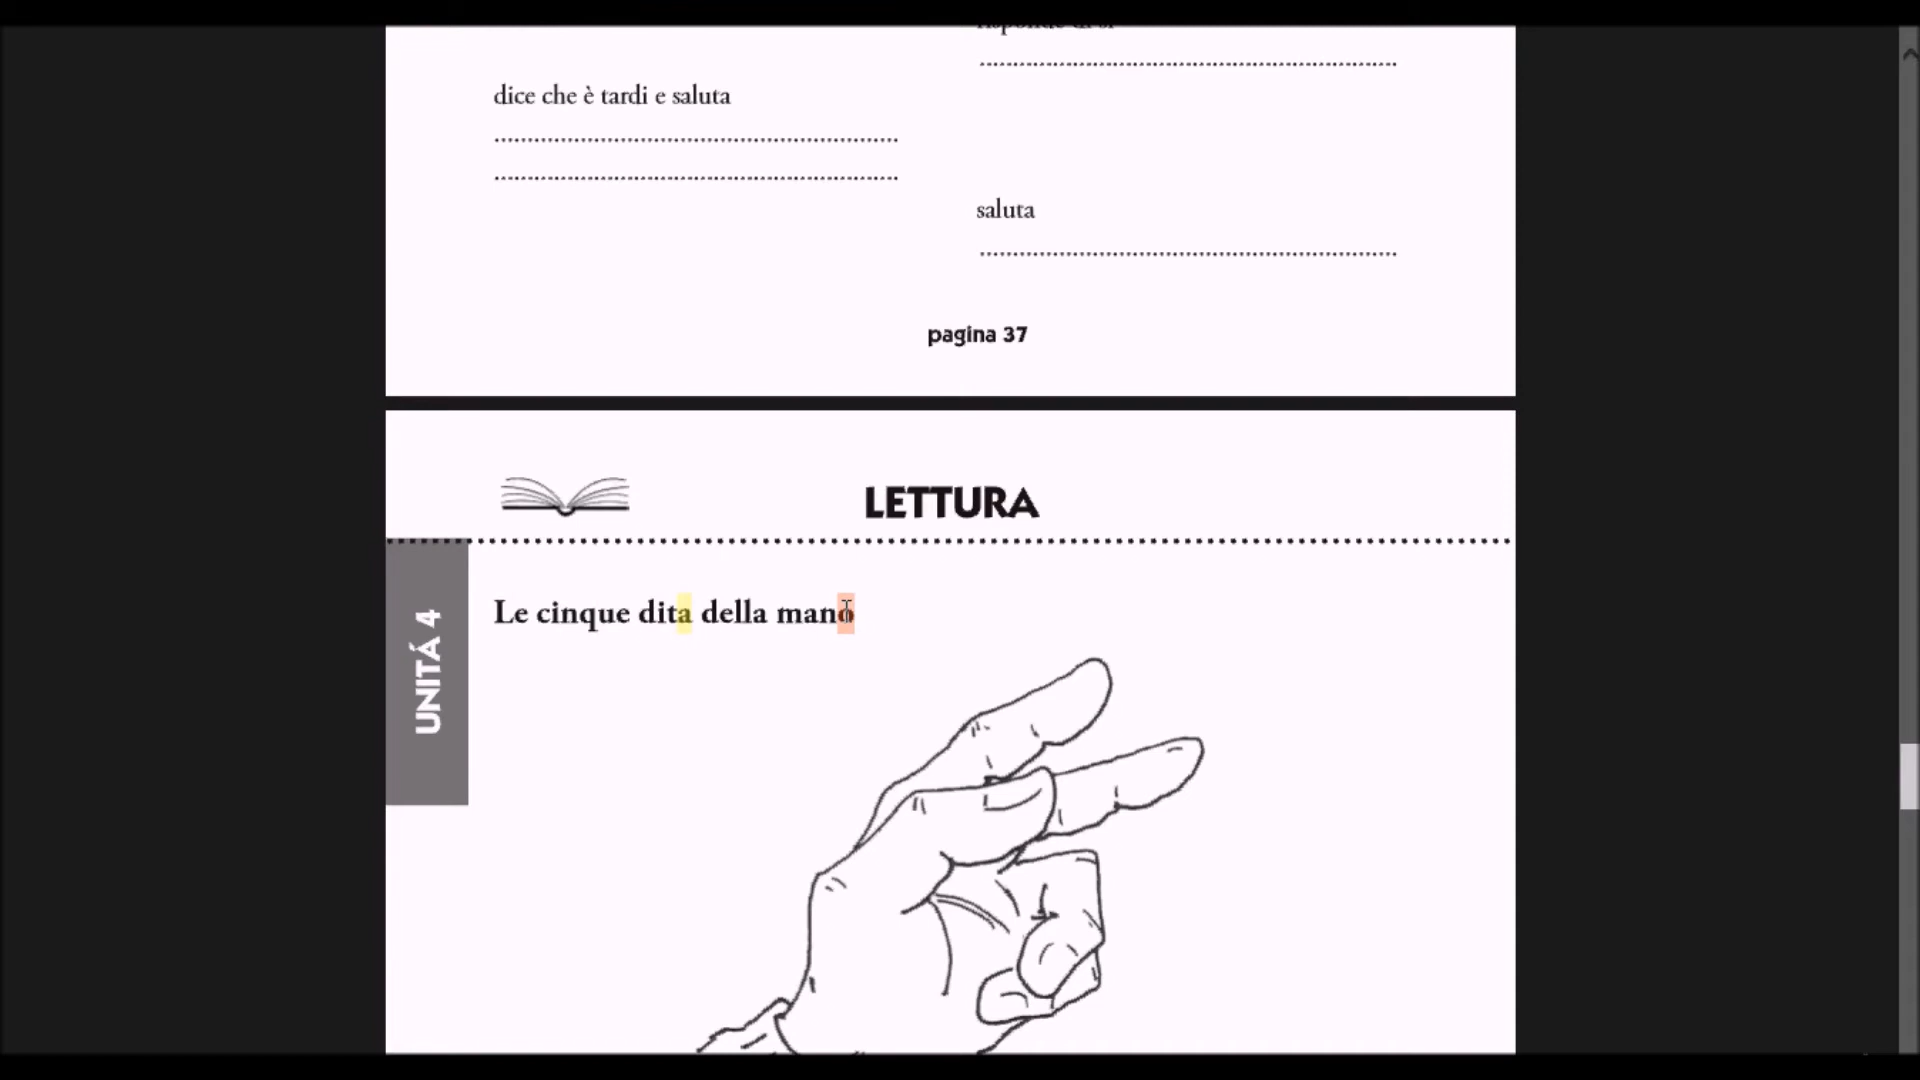 dice che è tardi e saluta
saluta
pagina 37
LETTURA
UNITÁ 4
Le cinque dita della mano